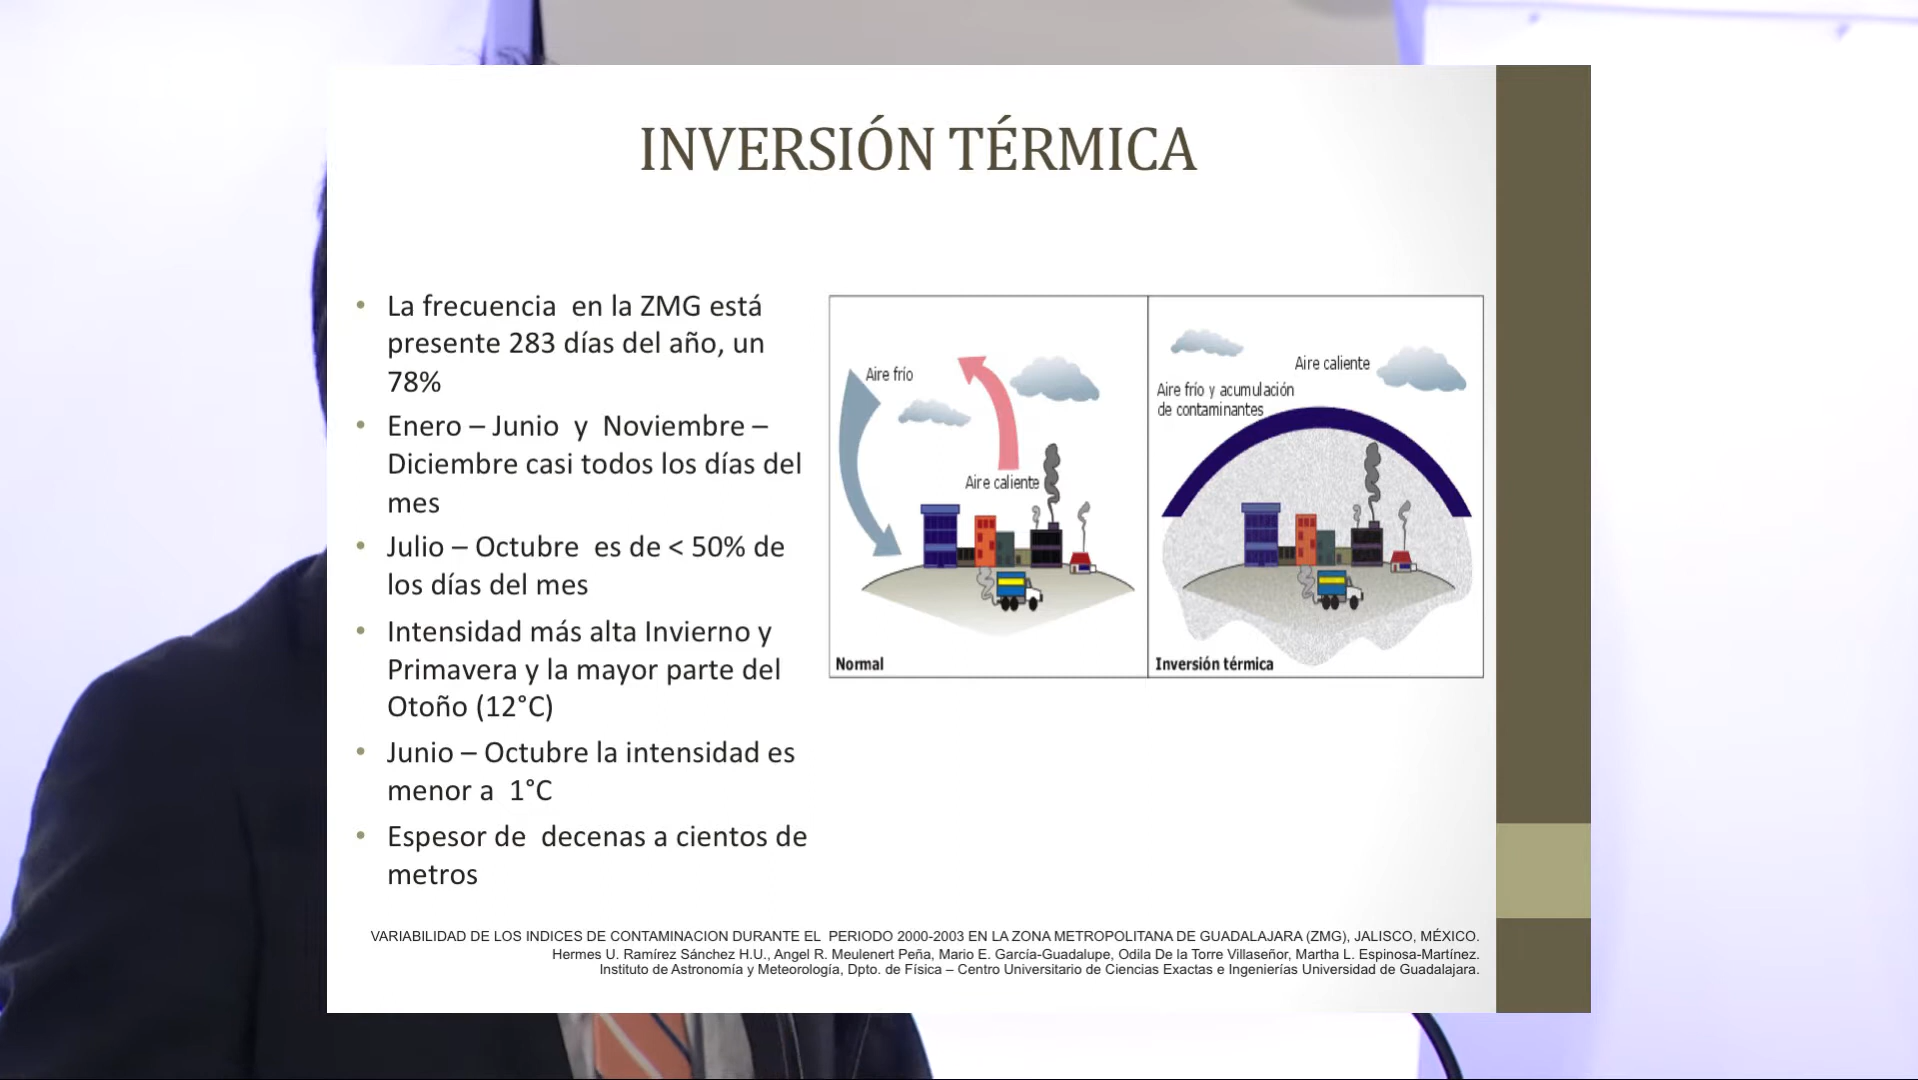 INVERSIÓN TÉRMICA
• La frecuencia en la ZMG está
presente 283 días del año, un
78%
• Enero – Junio y Noviembre –
Diciembre casi todos los días del
mes
• Julio – Octubre es de < 50% de
los días del mes
• Intensidad más alta Invierno y
Primavera y la mayor parte del
Otoño (12°C)
• Junio – Octubre la intensidad es
menor a 1°C
• Espesor de decenas a cientos de
metros
Aire frío
Aire caliente
Normal
Aire caliente
Aire frío y acumulación
de contaminantes
Inversión térmica
VARIABILIDAD DE LOS INDICES DE CONTAMINACION DURANTE EL PERIODO 2000-2003 EN LA ZONA METROPOLITANA DE GUADALAJARA (ZMG), JALISCO, MÉXICO.
Hermes U. Ramírez Sánchez H.U., Angel R. Meulenert Peña, Mario E. García-Guadalupe, Odila De la Torre Villaseñor, Martha L. Espinosa-Martínez.
Instituto de Astronomía y Meteorología, Dpto. de Física – Centro Universitario de Ciencias Exactas e Ingenierías Universidad de Guadalajara.